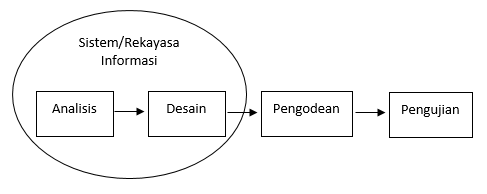 Sistem/Rekayasa
Informasi
Analisis
Desain
Pengodean
Pengujian